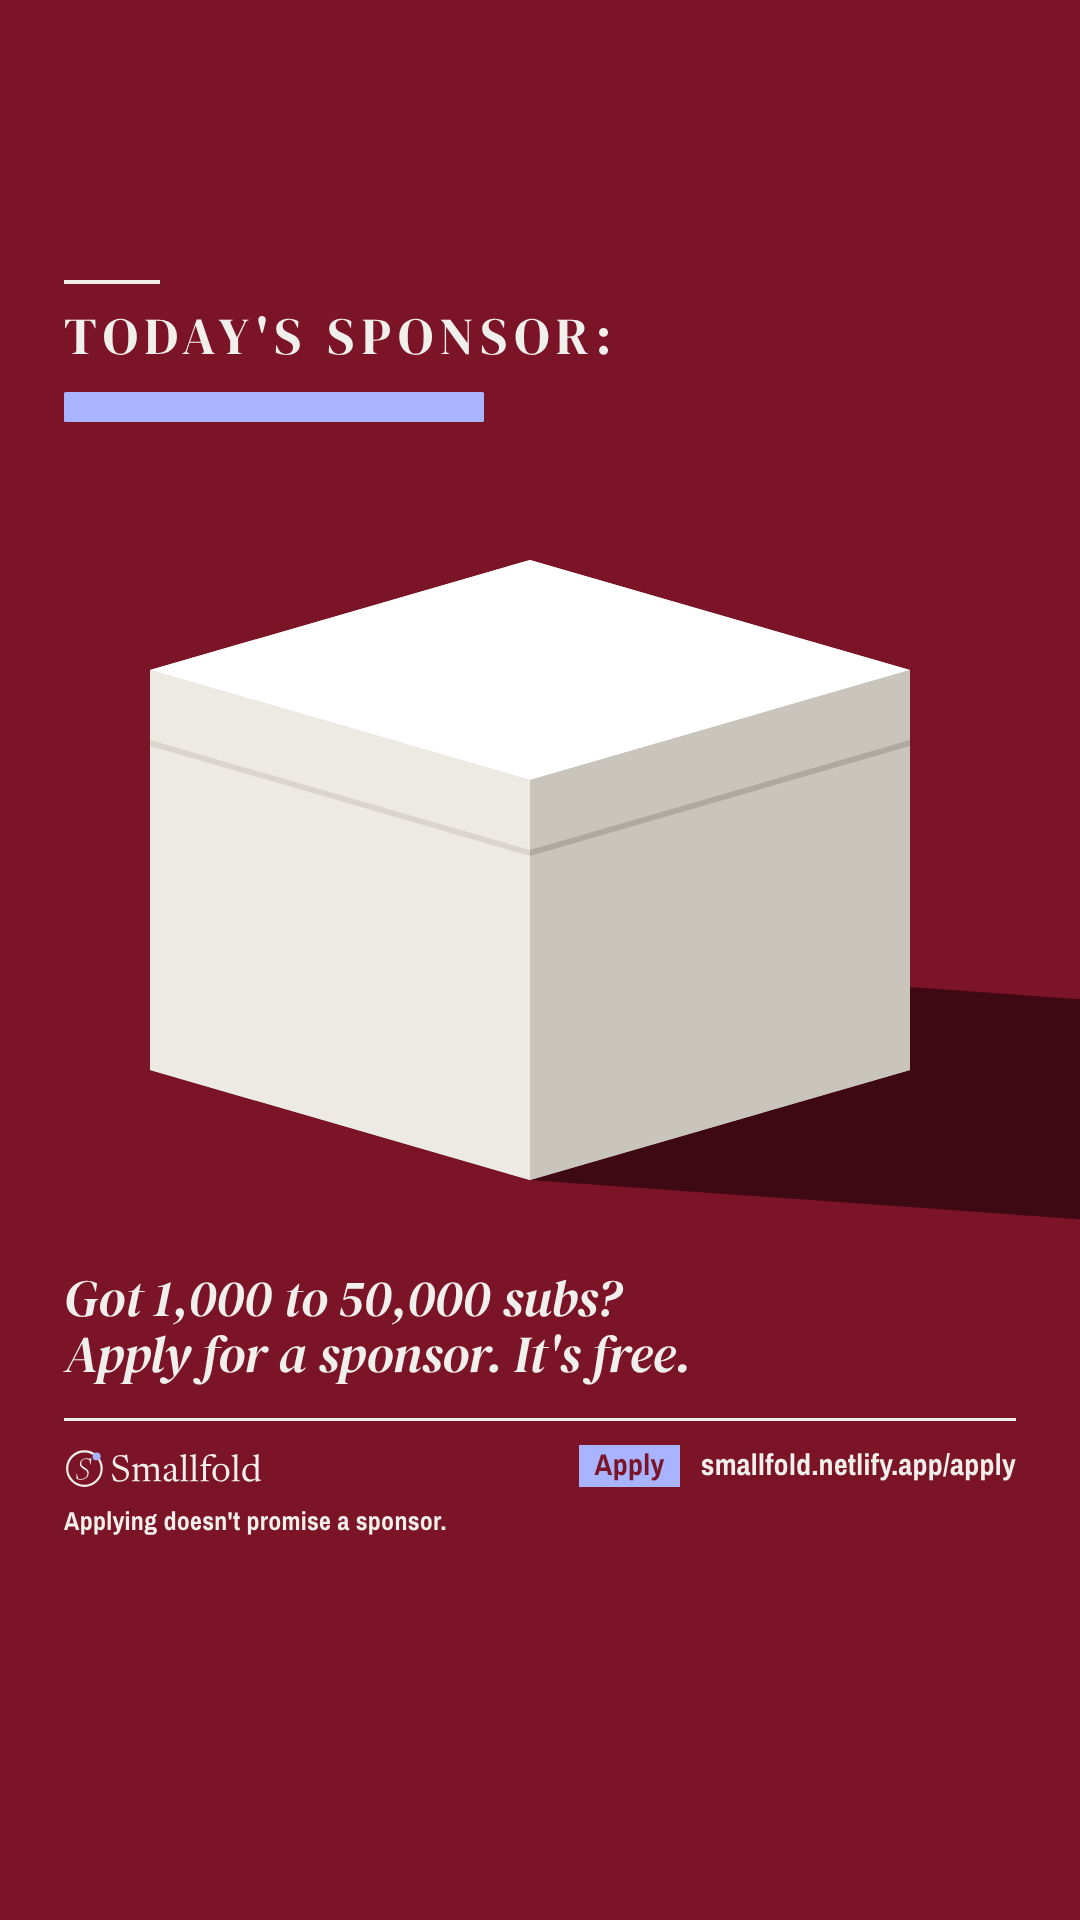 TODAY'S SPONSOR:
Got 1,000 to 50,000 subs?
Apply for a sponsor. It's free.
S Smallfold
Apply smallfold.netlify.app/apply
Applying doesn't promise a sponsor.